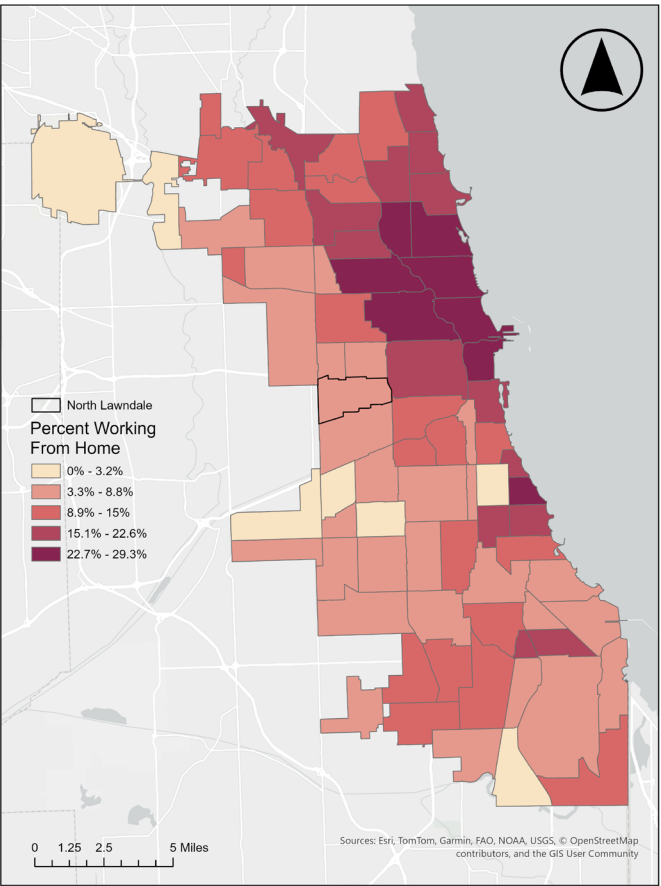 North Lawndale
Percent Working
From Home
0% - 3.2%
3.3% - 8.8%
8.9% - 15%
15.1% - 22.6%
22.7% - 29.3%
0 1.25 2.5 5 Miles
Sources: Esri, TomTom, Garmin, FAO, NOAA, USGS, © OpenStreetMap
contributors, and the GIS User Community